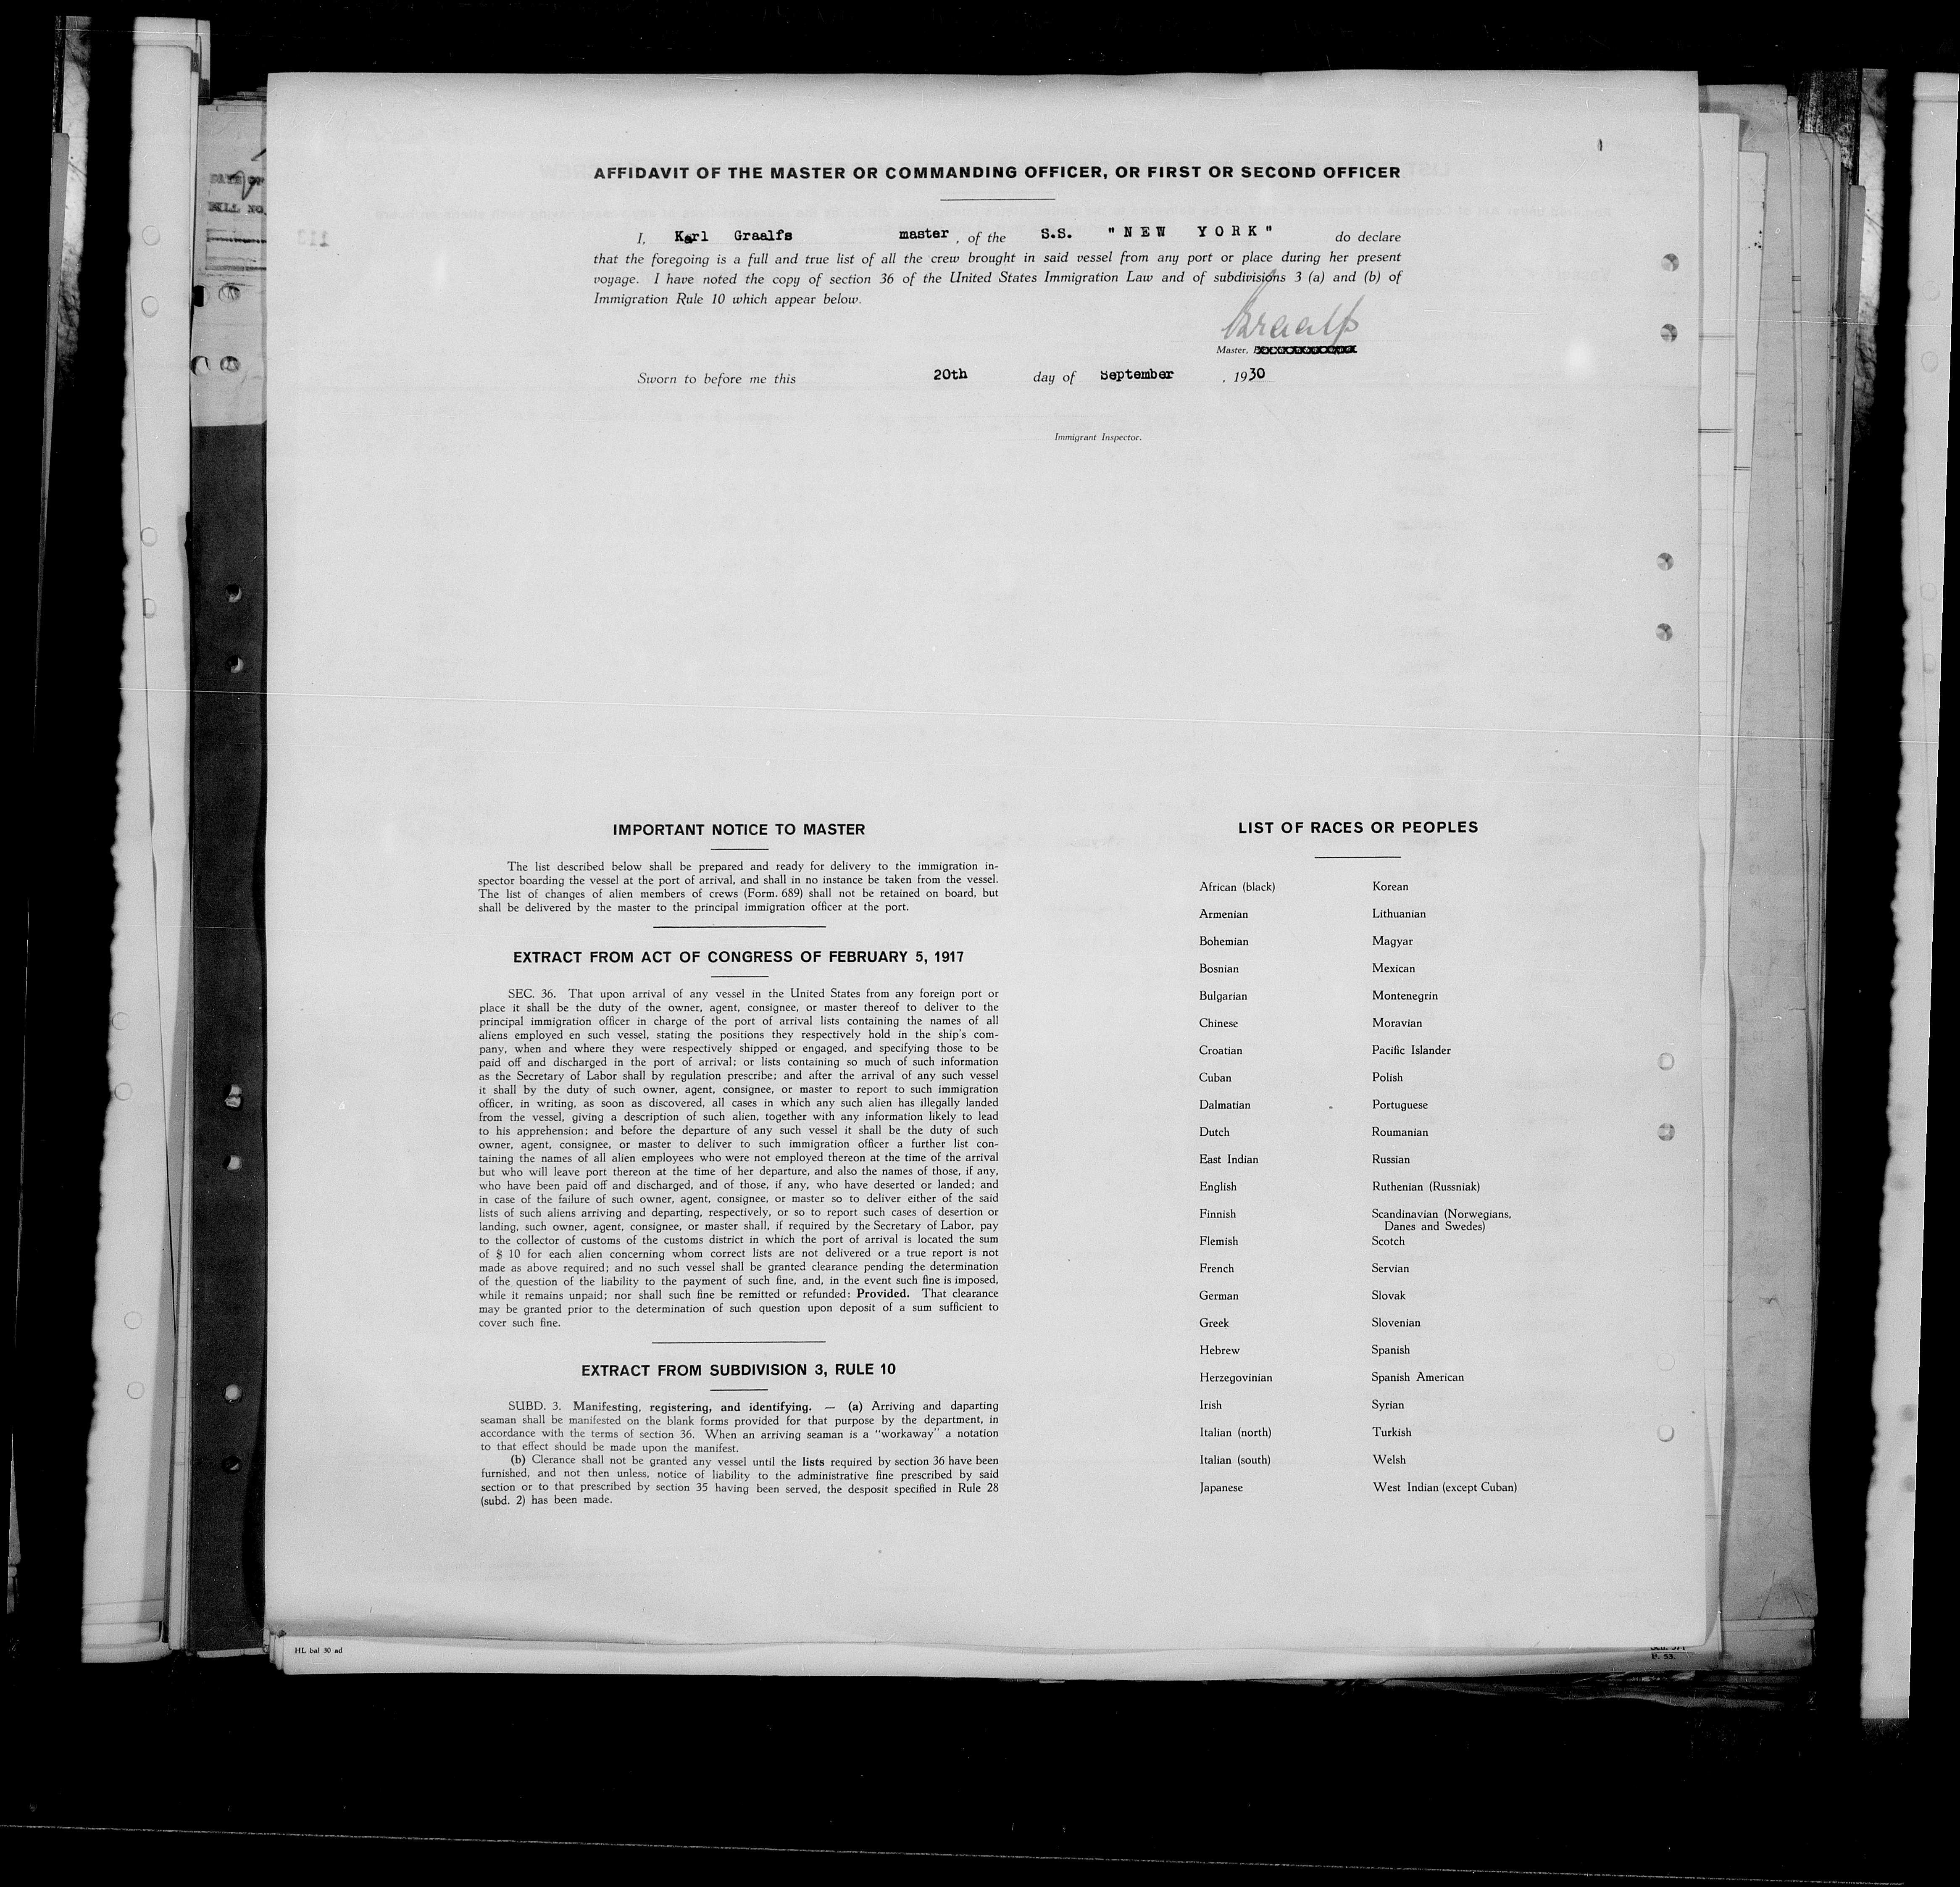 AFFIDAVIT OF THE MASTER OR COMMANDING OFFICER, OR FIRST OR SECOND OFFICER
I, Karl Graalfs master, of the S.S. "NEW YORK" do declare
that the foregoing is a full and true list of all the crew brought in said vessel from any port or place during her present
voyage. I have noted the copy of section 36 of the United States Immigration Law and of subdivisions 3 (a) and (b) of
Immigration Rule 10 which appear below.
Graalfs
Master,
Sworn to before me this 20th day of September, 1930
Immigrant Inspector.
IMPORTANT NOTICE TO MASTER
The list described below shall be prepared and ready for delivery to the immigration in-
spector boarding the vessel at the port of arrival, and shall in no instance be taken from the vessel.
The list of changes of alien members of crews (Form. 689) shall not be retained on board, but
shall be delivered by the master to the principal immigration officer at the port.
EXTRACT FROM ACT OF CONGRESS OF FEBRUARY 5, 1917
SEC. 36. That upon arrival of any vessel in the United States from any foreign port or
place it shall be the duty of the owner, agent, consignee, or master thereof to deliver to the
principal immigration officer in charge of the port of arrival lists containing the names of all
aliens employed en such vessel, stating the positions they respectively hold in the ship's com-
pany, when and where they were respectively shipped or engaged, and specifying those to be
paid off and discharged in the port of arrival; or lists containing so much of such information
as the Secretary of Labor shall by regulation prescribe; and after the arrival of any such vessel
it shall by the duty of such owner, agent, consignee, or master to report to such immigration
officer, in writing, as soon as discovered, all cases in which any such alien has illegally landed
from the vessel, giving a description of such alien, together with any information likely to lead
to his apprehension; and before the departure of any such vessel it shall be the duty of such
owner, agent, consignee, or master to deliver to such immigration officer a further list con-
taining the names of all alien employees who were not employed thereon at the time of the arrival
but who will leave port thereon at the time of her departure, and also the names of those, if any,
who have been paid off and discharged, and of those, if any, who have deserted or landed; and
in case of the failure of such owner, agent, consignee, or master so to deliver either of the said
lists of such aliens arriving and departing, respectively, or so to report such cases of desertion or
landing, such owner, agent, consignee, or master shall, if required by the Secretary of Labor, pay
to the collector of customs of the customs district in which the port of arrival is located the sum
of $ 10 for each alien concerning whom correct lists are not delivered or a true report is not
made as above required; and no such vessel shall be granted clearance pending the determination
of the question of the liability to the payment of such fine, and, in the event such fine is imposed,
while it remains unpaid; nor shall such fine be remitted or refunded: Provided. That clearance
may be granted prior to the determination of such question upon deposit of a sum sufficient to
cover such fine.
EXTRACT FROM SUBDIVISION 3, RULE 10
SUBD. 3. Manifesting, registering, and identifying. — (a) Arriving and daparting
seaman shall be manifested on the blank forms provided for that purpose by the department, in
accordance with the terms of section 36. When an arriving seaman is a "workaway" a notation
to that effect should be made upon the manifest.
(b) Clerance shall not be granted any vessel until the lists required by section 36 have been
furnished, and not then unless, notice of liability to the administrative fine prescribed by said
section or to that prescribed by section 35 having been served, the desposit specified in Rule 28
(subd. 2) has been made.
LIST OF RACES OR PEOPLES
African (black) Korean
Armenian Lithuanian
Bohemian Magyar
Bosnian Mexican
Bulgarian Montenegrin
Chinese Moravian
Croatian Pacific Islander
Cuban Polish
Dalmatian Portuguese
Dutch Roumanian
East Indian Russian
English Ruthenian (Russniak)
Finnish Scandinavian (Norwegians,
Danes and Swedes)
Flemish Scotch
French Servian
German Slovak
Greek Slovenian
Hebrew Spanish
Herzegovinian Spanish American
Irish Syrian
Italian (north) Turkish
Italian (south) Welsh
Japanese West Indian (except Cuban)
HL bal 30 ad
P. 53.